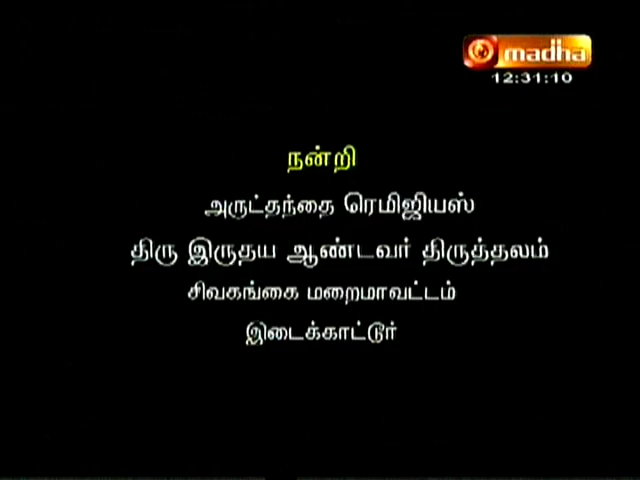 madha
12:31:10
நன்றி
அருட்தந்தை ரெமிஜியஸ்
திரு இருதய ஆண்டவர் திருத்தலம்
சிவகங்கை மறைமாவட்டம்
இடைக்காட்டூர்